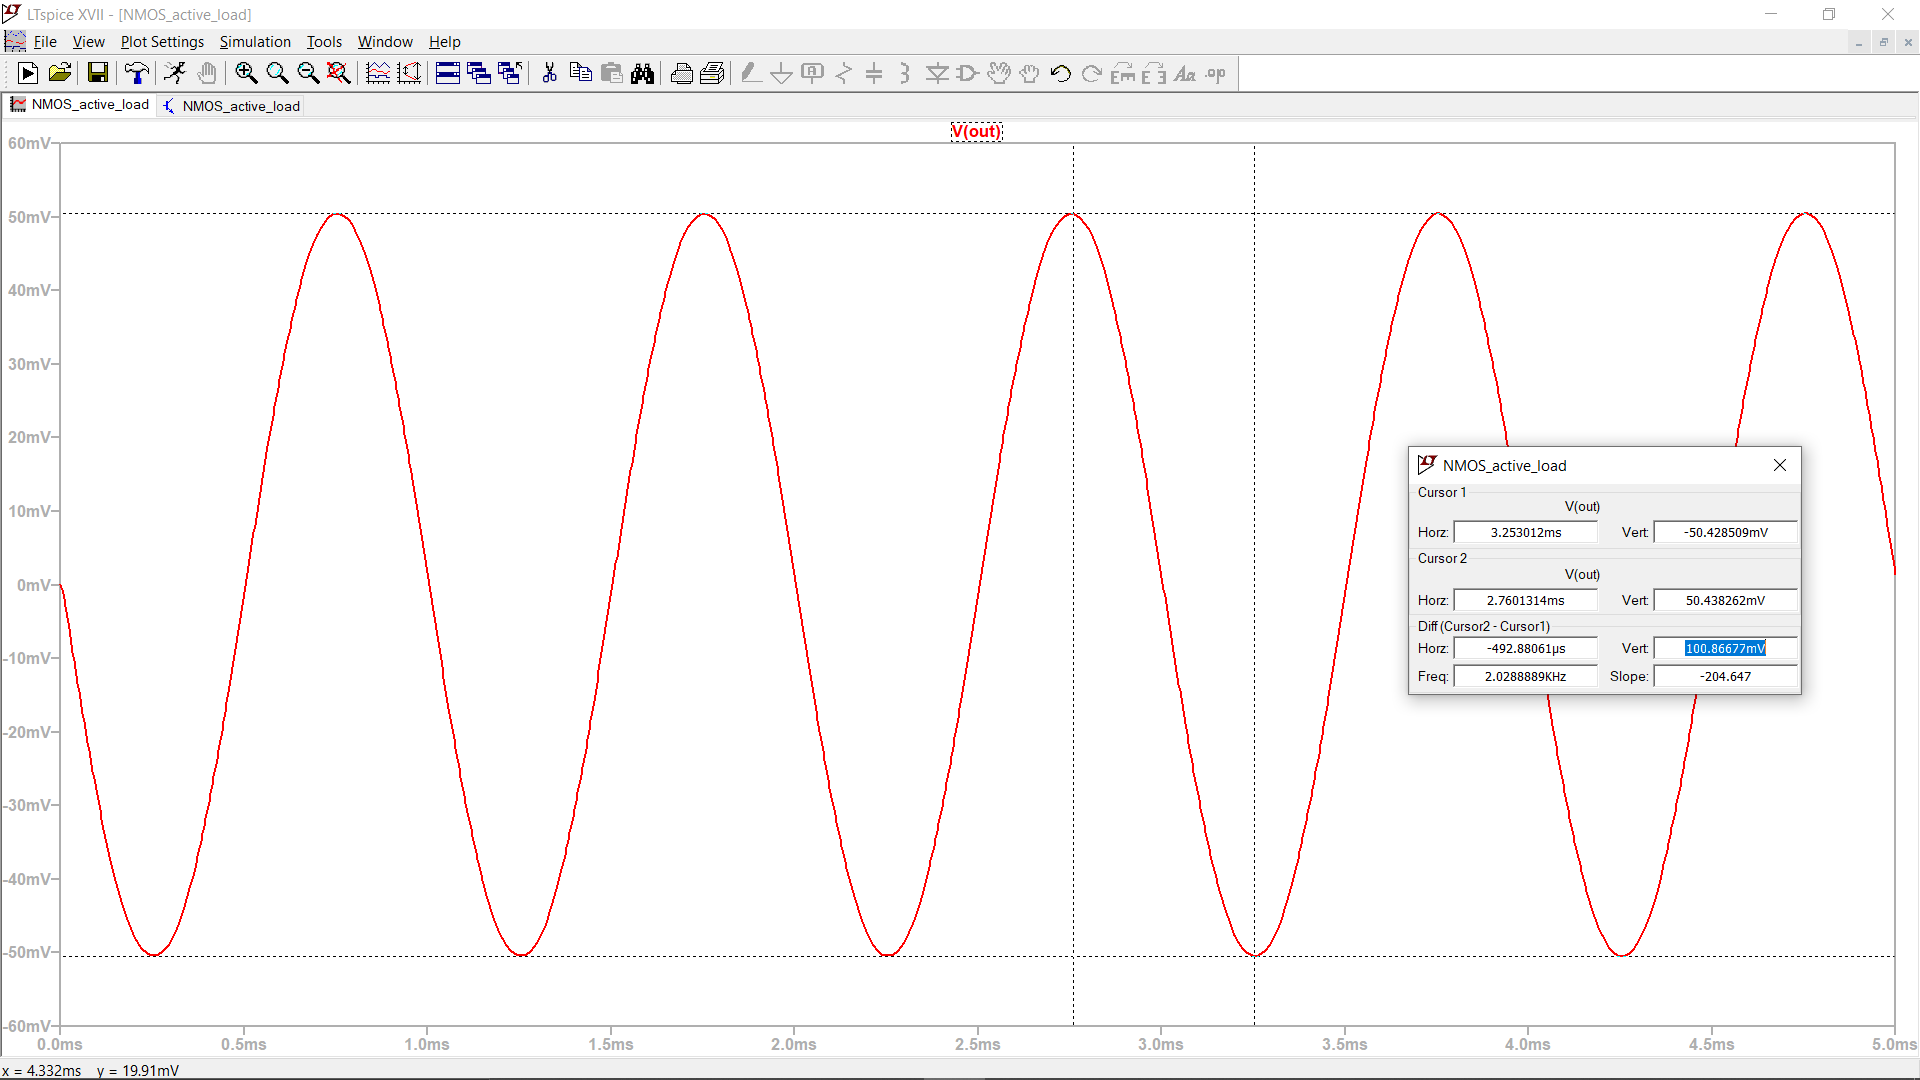 LTspice XVII - [NMOS_active_load]
File View Plot Settings Simulation Tools Window Help
Aa .op
NMOS_active_load NMOS_active_load
V(out)
60mV
50mV
40mV
30mV
20mV
10mV
0mV
-10mV
-20mV
-30mV
-40mV
-50mV
-60mV
0.0ms 0.5ms 1.0ms 1.5ms 2.0ms 2.5ms 3.0ms 3.5ms 4.0ms 4.5ms 5.0ms
NMOS_active_load
Cursor 1
V(out)
Horz: 3.253012ms Vert: -50.428509mV
Cursor 2
V(out)
Horz: 2.7601314ms Vert: 50.438262mV
Diff (Cursor2 - Cursor1)
Horz: -492.88061µs Vert: 100.86677mV
Freq: 2.0288889KHz Slope: -204.647
x = 4.332ms y = 19.91mV